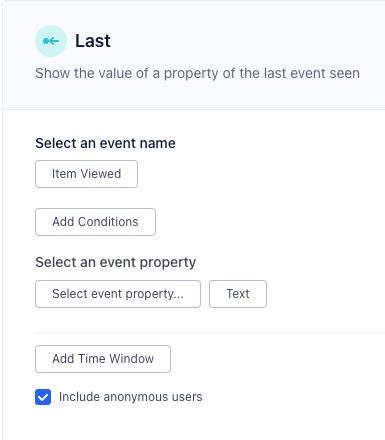 Last
Show the value of a property of the last event seen
Select an event name
Item Viewed
Add Conditions
Select an event property
Select event property... Text
Add Time Window
Include anonymous users